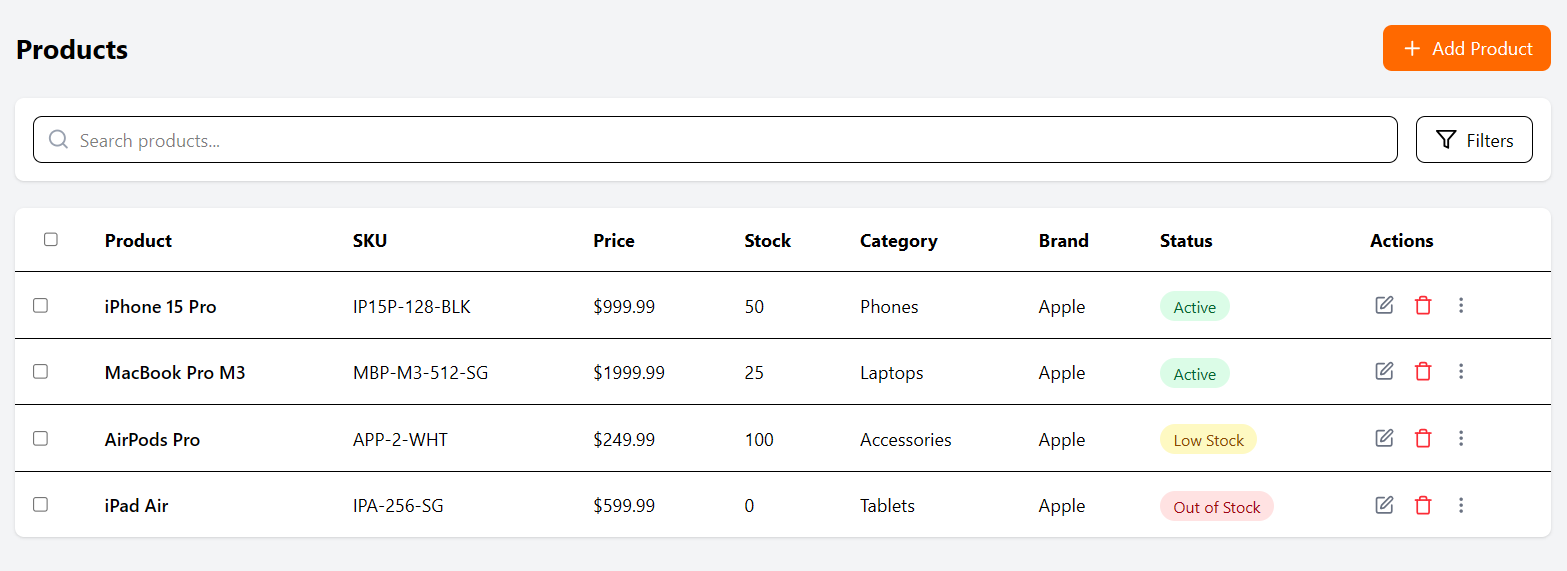 Products
Add Product
Search products...
Filters
Product SKU Price Stock Category Brand Status Actions
iPhone 15 Pro IP15P-128-BLK $999.99 50 Phones Apple Active
MacBook Pro M3 MBP-M3-512-SG $1999.99 25 Laptops Apple Active
AirPods Pro APP-2-WHT $249.99 100 Accessories Apple Low Stock
iPad Air IPA-256-SG $599.99 0 Tablets Apple Out of Stock